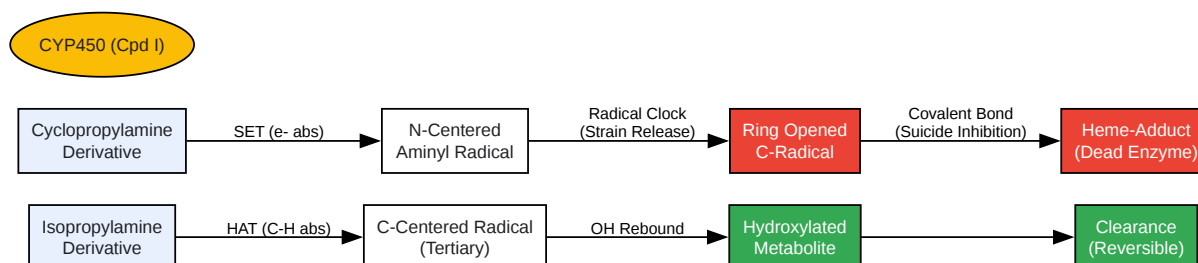 CYP450 (Cpd I)
Cyclopropylamine
Derivative
SET (e- abs)
N-Centered
Aminyl Radical
Radical Clock
(Strain Release)
Ring Opened
C-Radical
Covalent Bond
(Suicide Inhibition)
Heme-Adduct
(Dead Enzyme)
Isopropylamine
Derivative
HAT (C-H abs)
C-Centered Radical
(Tertiary)
OH Rebound
Hydroxylated
Metabolite
Clearance
(Reversible)